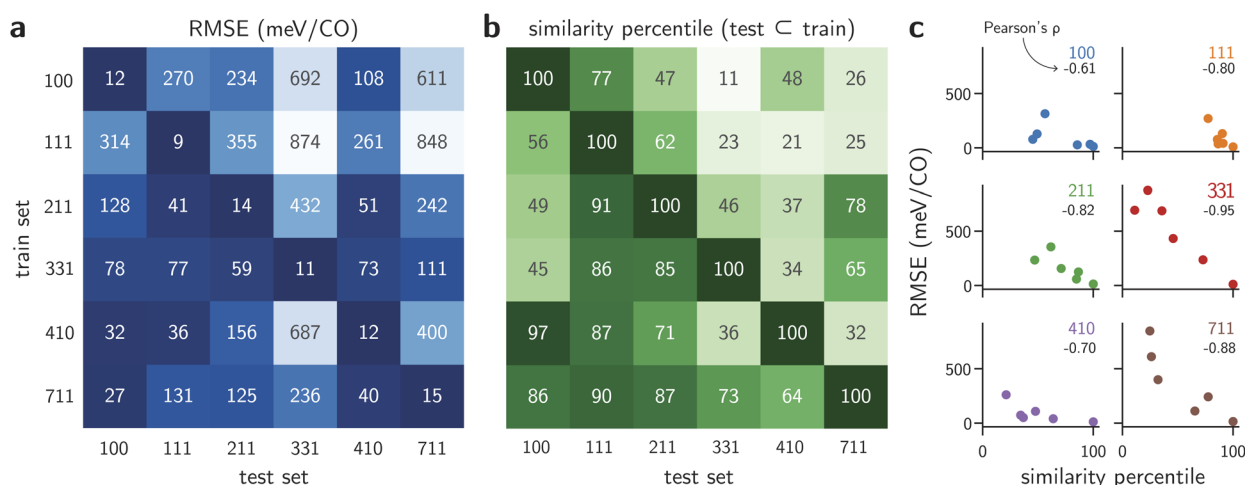 a
RMSE (meV/CO)
train set
100 12 270 234 692 108 611
111 314 9 355 874 261 848
211 128 41 14 432 51 242
331 78 77 59 11 73 111
410 32 36 156 687 12 400
711 27 131 125 236 40 15
100 111 211 331 410 711
test set
b
similarity percentile (test ⊂ train)
100 77 47 11 48 26
56 100 62 23 21 25
49 91 100 46 37 78
45 86 85 100 34 65
97 87 71 36 100 32
86 90 87 73 64 100
100 111 211 331 410 711
test set
c
Pearson's ρ
RMSE (meV/CO)
100
-0.61
111
-0.80
500
0
211
-0.82
331
-0.95
500
0
410
-0.70
711
-0.88
500
0
0 100 0 100
similarity percentile